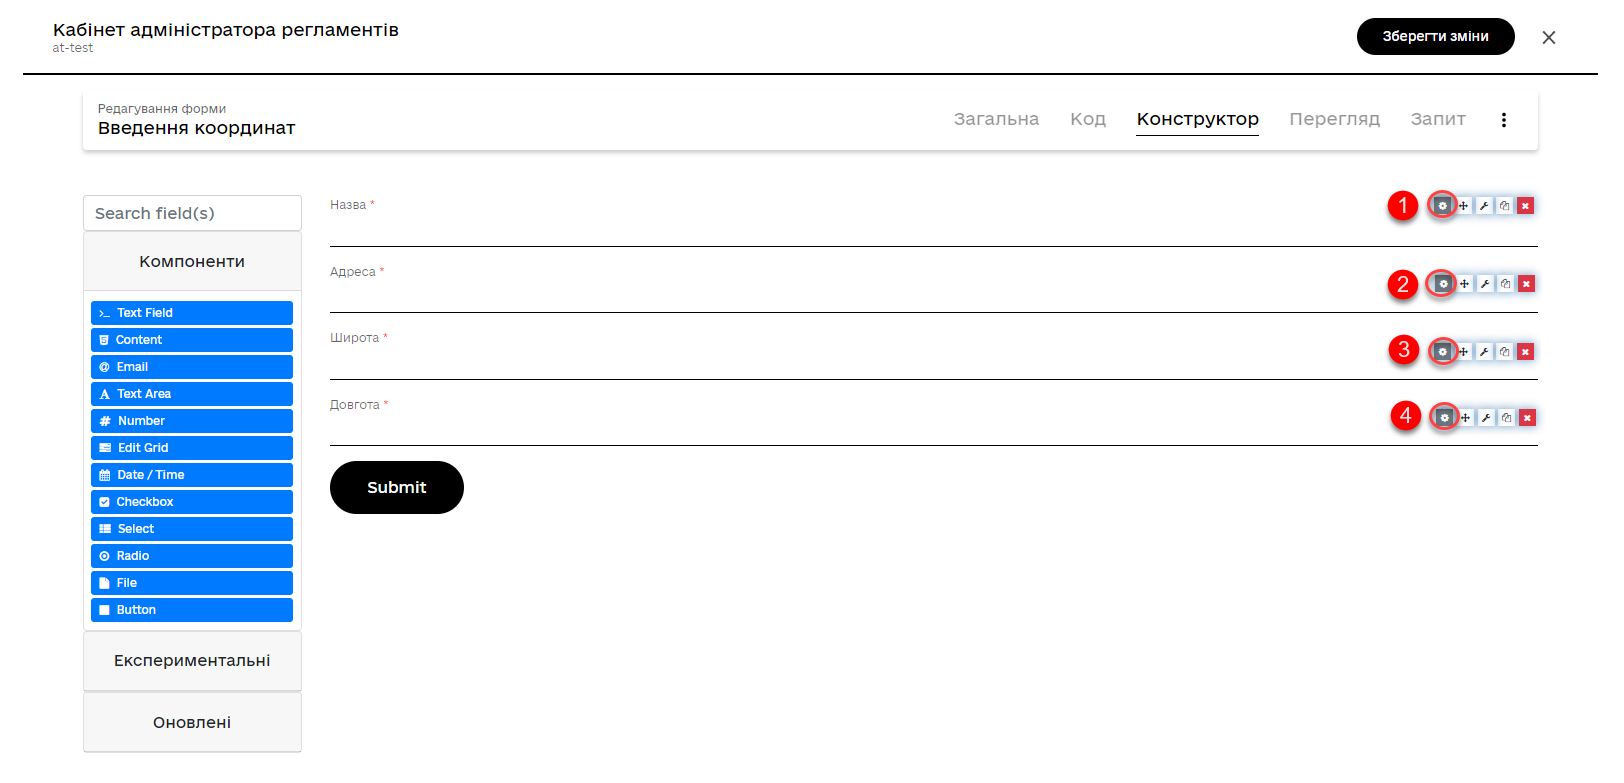 Кабінет адміністратора регламентів
at-test
Зберегти зміни
Редагування форми
Введення координат
Загальна
Код
Конструктор
Перегляд
Запит
Search field(s)
Компоненти
Text Field
Content
Email
Text Area
Number
Edit Grid
Date / Time
Checkbox
Select
Radio
File
Button
Експериментальні
Оновлені
Назва *
1
Адреса *
2
Широта *
3
Довгота *
4
Submit